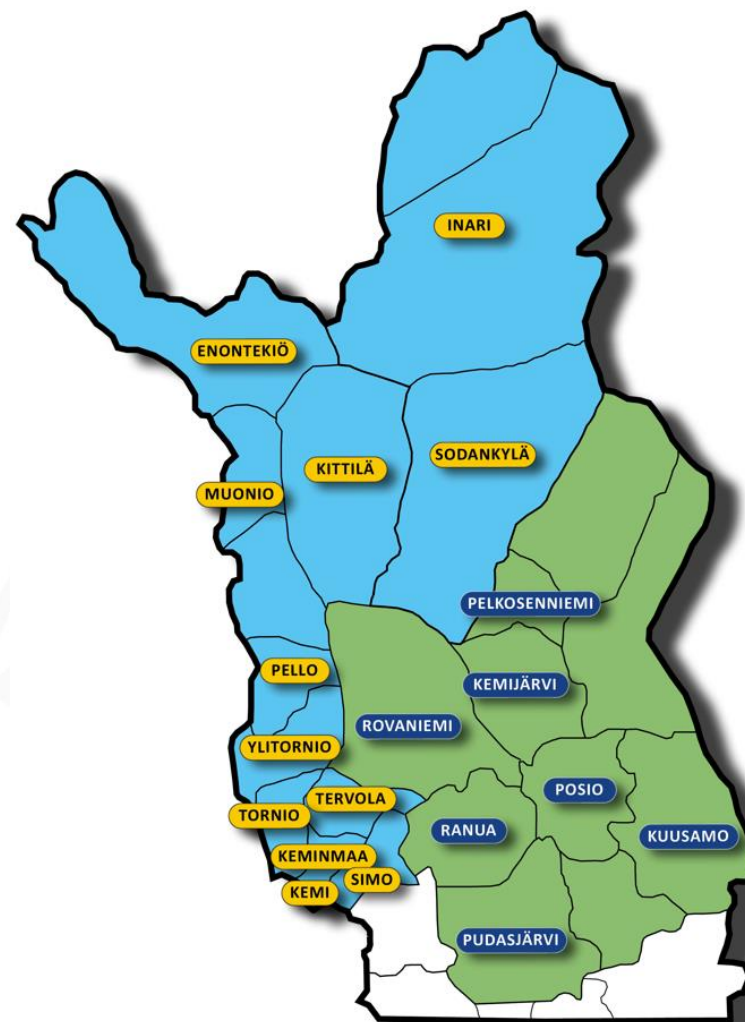 INARI
ENONTEKIÖ
SODANKYLÄ
KITTILÄ
MUONIO
PELKOSENNIEMI
PELLO
KEMIJÄRVI
ROVANIEMI
YLITORNIO
POSIO
TERVOLA
TORNIO
RANUA
KUUSAMO
KEMINMAA
SIMO
KEMI
PUDASJÄRVI